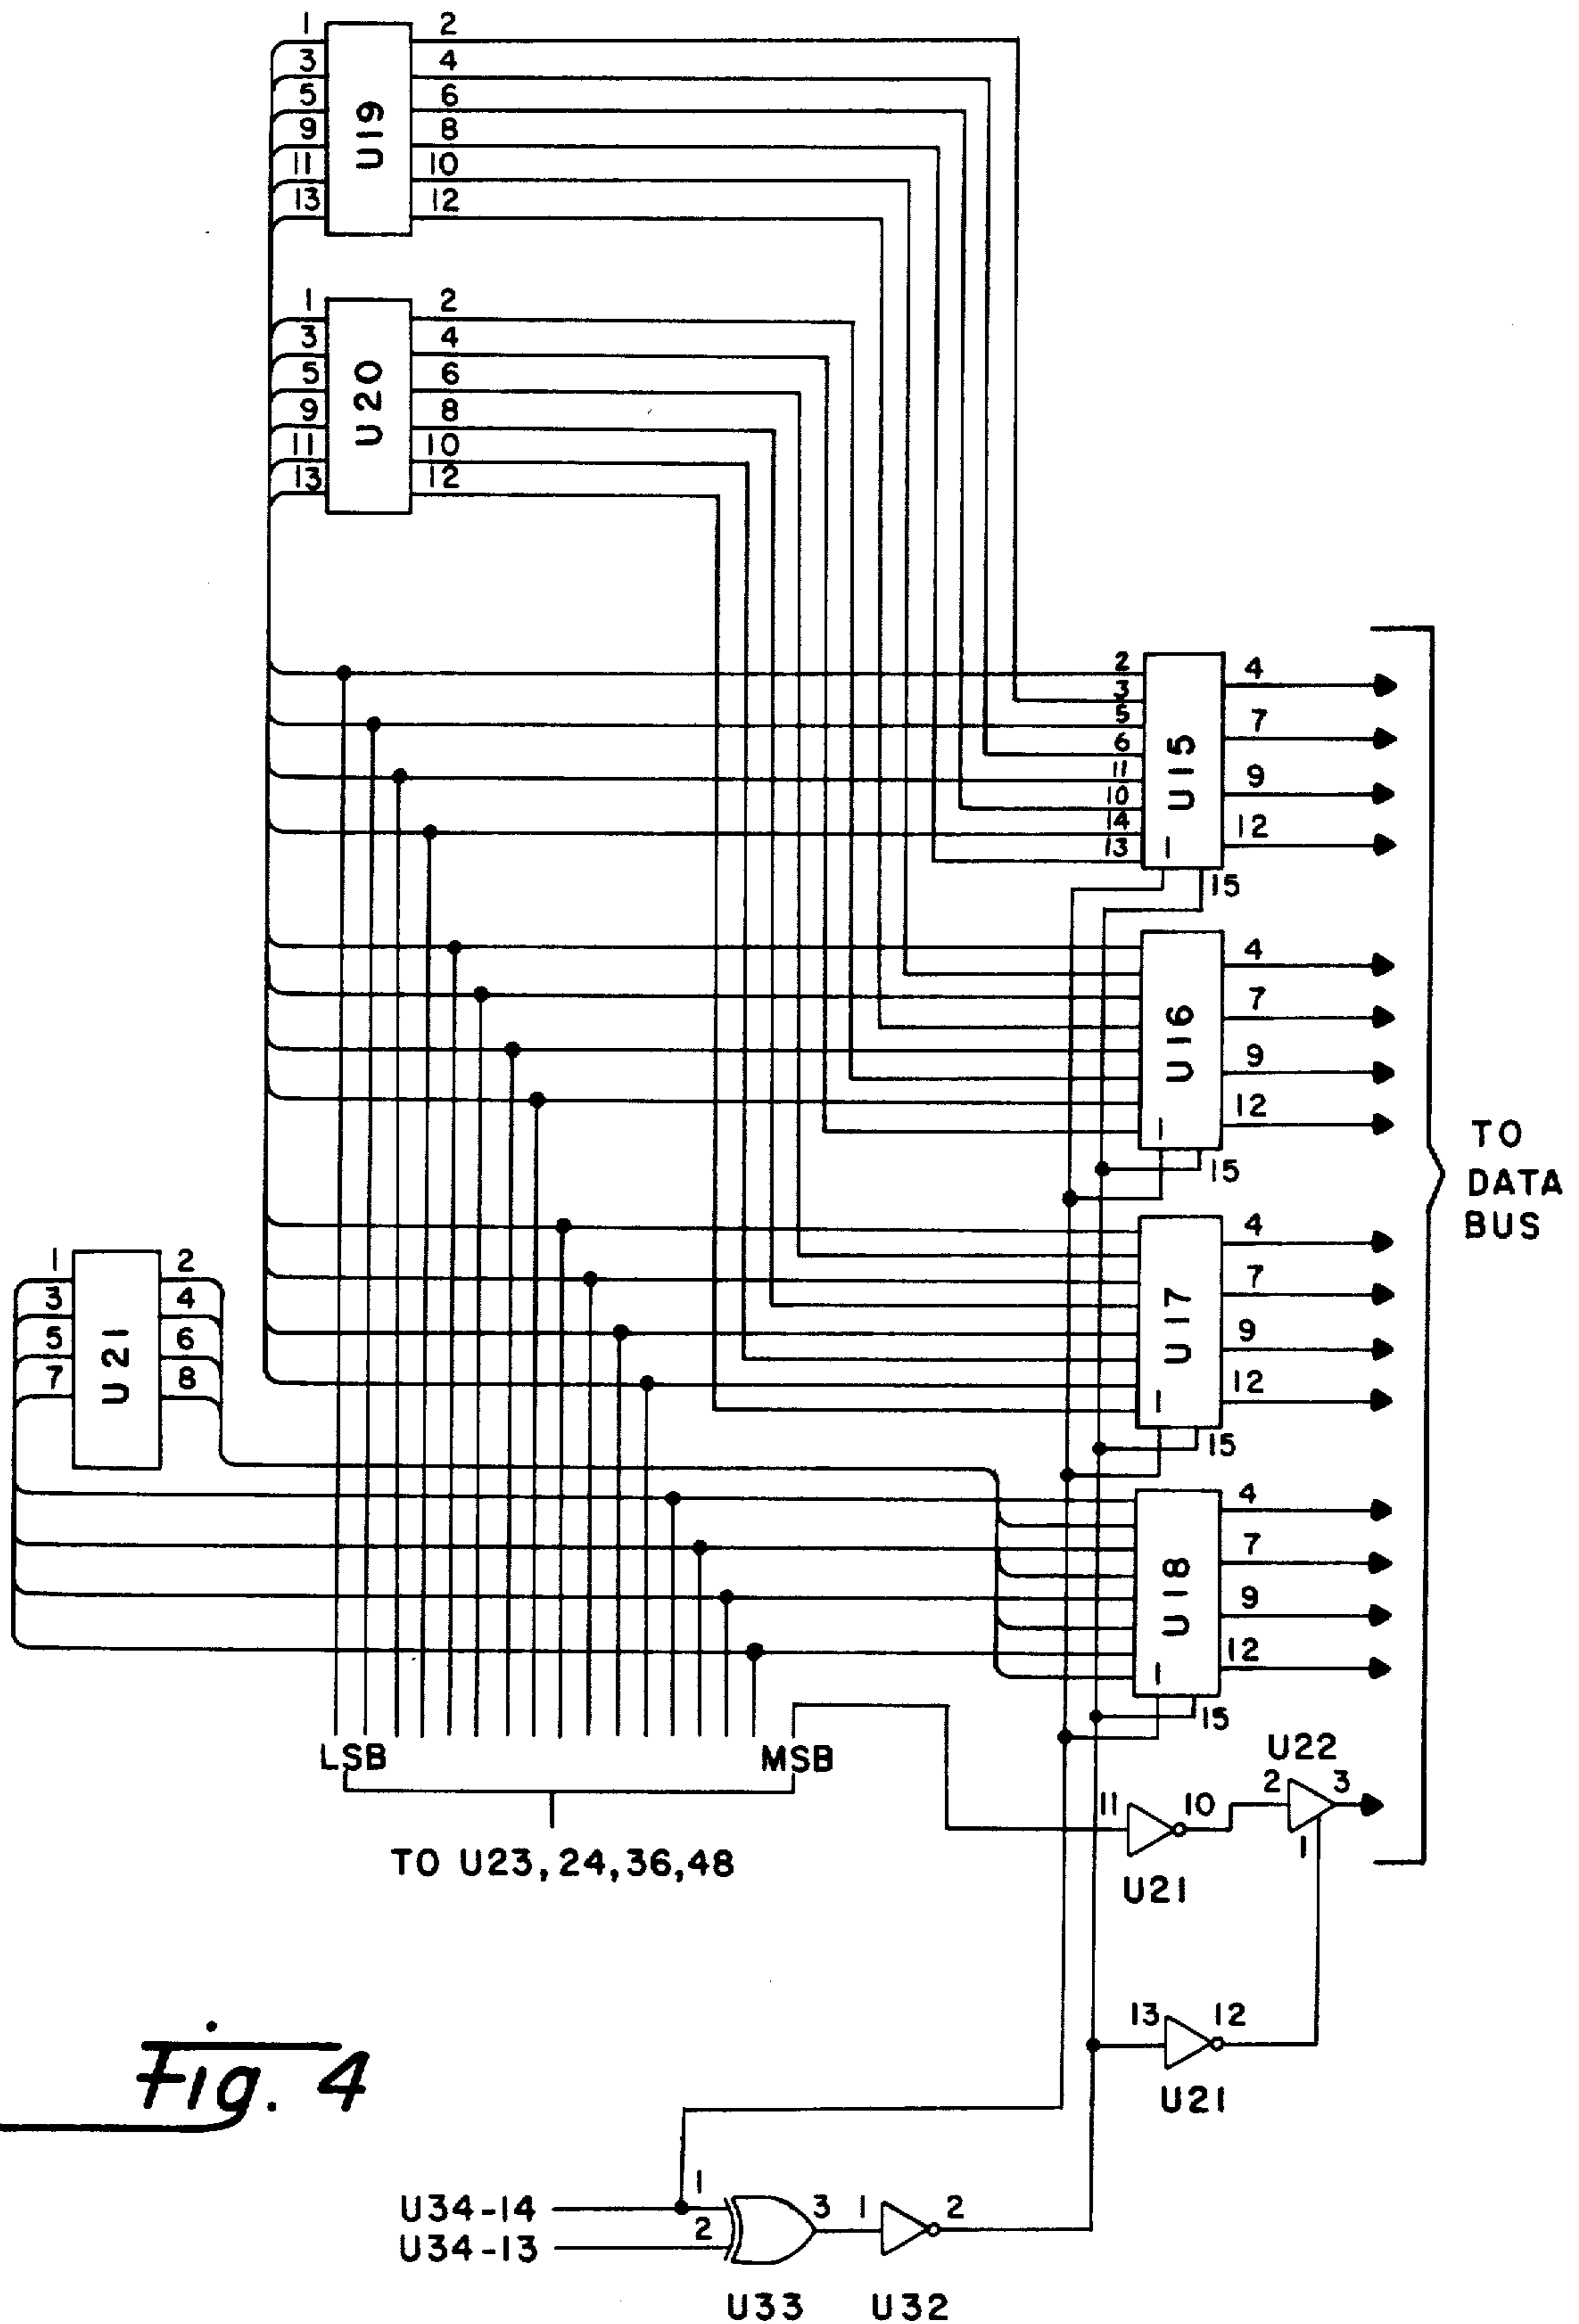 1 2
3 4
5 6
9 8
11 10
13 12
U19
1 2
3 4
5 6
9 8
11 10
13 12
U20
2
3
5
6
11
10
14
13
U15
1
15
4
7
9
12
U16
1
15
4
7
9
12
TO
DATA
BUS
U17
1
15
4
7
9
12
1 2
3 4
5 6
7 8
U21
U18
1
15
4
7
9
12
LSB MSB
TO U23, 24, 36, 48
11 10
U21
U22
2 3
1
13 12
U21
Fig. 4
U34-14 1
U34-13 2
3 1 2
U33 U32